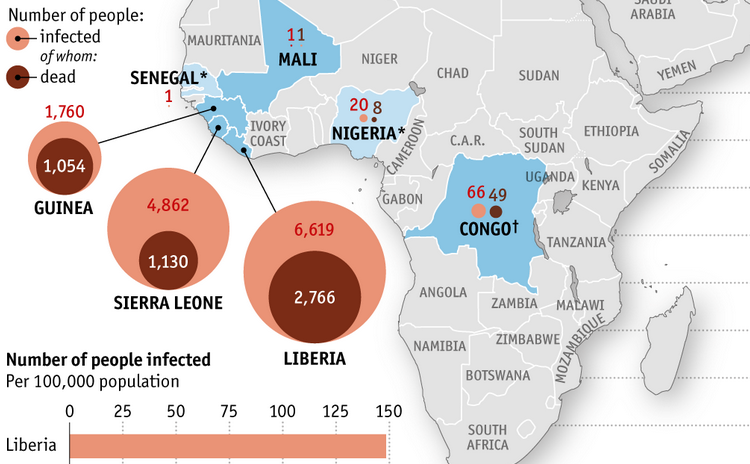 Number of people:
infected
of whom:
dead
SAUDI
ARABIA
YEMEN
MAURITANIA
11
MALI
NIGER
CHAD
SUDAN
SENEGAL*
1
1,760
1,054
GUINEA
IVORY
COAST
20 8
NIGERIA*
CAMEROON
C.A.R.
SOUTH
SUDAN
ETHIOPIA
SOMALIA
UGANDA
KENYA
GABON
66 49
CONGO†
TANZANIA
4,862
1,130
SIERRA LEONE
6,619
2,766
LIBERIA
ANGOLA
ZAMBIA
MALAWI
MOZAMBIQUE
NAMIBIA
ZIMBABWE
BOTSWANA
SOUTH
AFRICA
Number of people infected
Per 100,000 population
0 25 50 75 100 125 150
Liberia